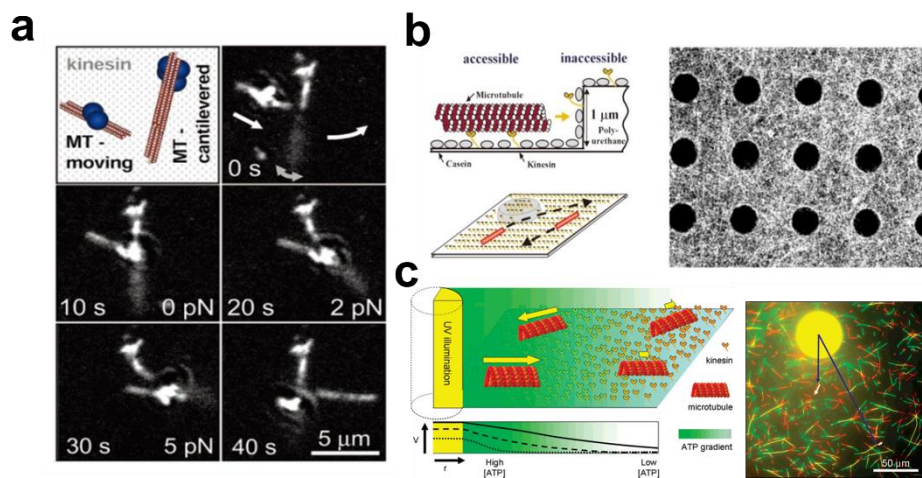 a
kinesin
MT -
moving
MT -
cantilevered
0 s
10 s
0 pN
20 s
2 pN
30 s
5 pN
40 s
5 μm
b
accessible
inaccessible
Microtubule
1 μm
Poly-
urethane
Casein
Kinesin
c
UV illumination
kinesin
microtubule
ATP gradient
V
r
High
[ATP]
Low
[ATP]
50 μm